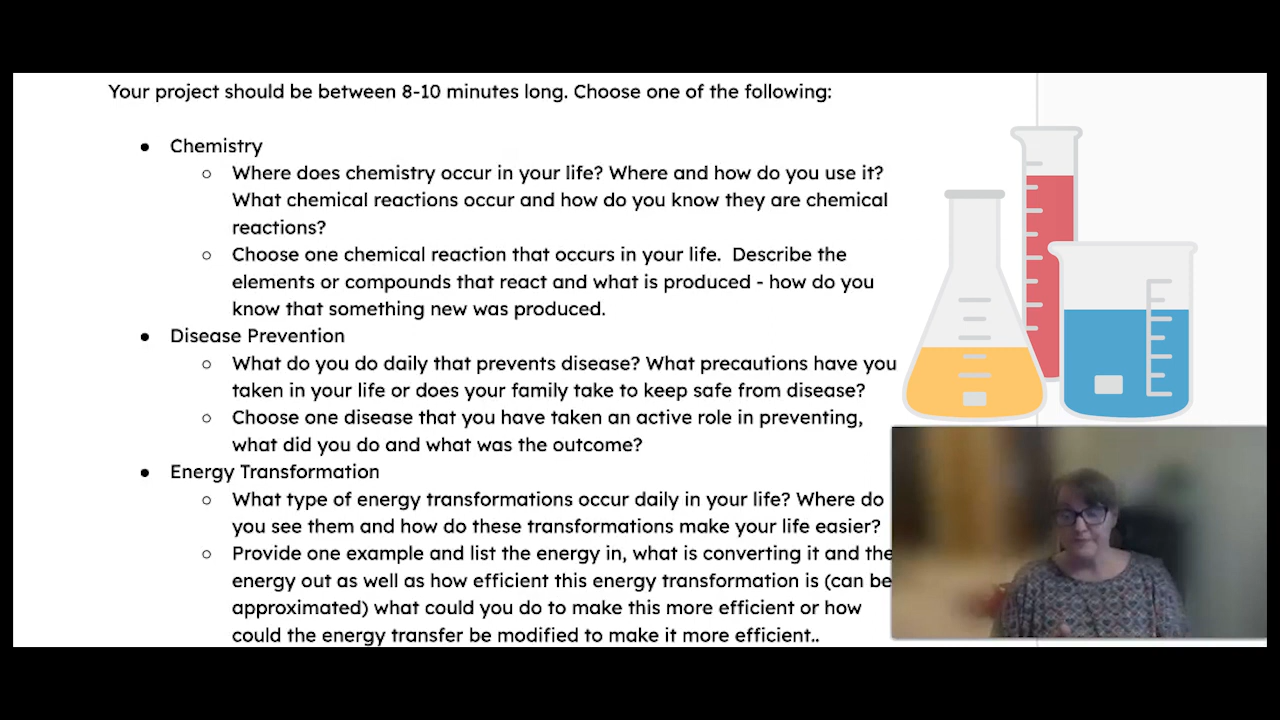 Your project should be between 8-10 minutes long. Choose one of the following:
● Chemistry
○ Where does chemistry occur in your life? Where and how do you use it?
What chemical reactions occur and how do you know they are chemical
reactions?
○ Choose one chemical reaction that occurs in your life.  Describe the
elements or compounds that react and what is produced - how do you
know that something new was produced.
● Disease Prevention
○ What do you do daily that prevents disease? What precautions have you
taken in your life or does your family take to keep safe from disease?
○ Choose one disease that you have taken an active role in preventing,
what did you do and what was the outcome?
● Energy Transformation
○ What type of energy transformations occur daily in your life? Where do
you see them and how do these transformations make your life easier?
○ Provide one example and list the energy in, what is converting it and the
energy out as well as how efficient this energy transformation is (can be
approximated) what could you do to make this more efficient or how
could the energy transfer be modified to make it more efficient..